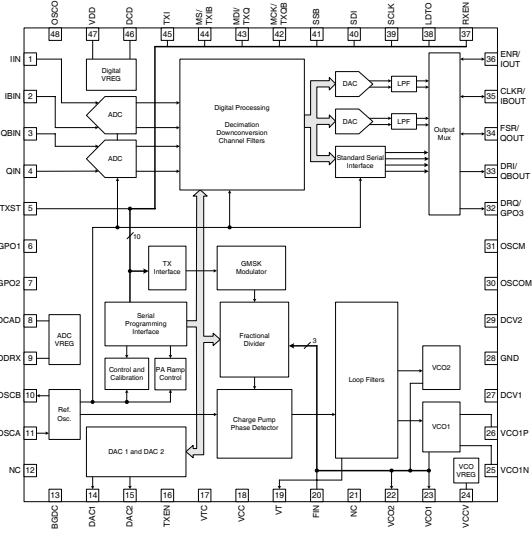 OSCO
VDD
DCD
TXI
MS/
TXIB
MDI/
TXQ
MCK/
TXQB
SSB
SDI
SCLK
LDTO
RXEN
48
47
46
45
44
43
42
41
40
39
38
37
IIN
1
IBIN
2
QBIN
3
QIN
4
TXST
5
GPO1
6
GPO2
7
8
9
10
11
NC
12
ENR/
IOUT
36
CLKR/
IBOUT
35
FSR/
QOUT
34
DRI/
QBOUT
33
DRQ/
GPO3
32
OSCM
31
OSCOM
30
DCV2
29
GND
28
DCV1
27
VCO1P
26
VCO1N
25
Digital
VREG
ADC
ADC
Digital Processing
Decimation
Downconversion
Channel Filters
DAC
LPF
DAC
LPF
Standard Serial
Interface
Output
Mux
10
TX
Interface
GMSK
Modulator
Serial
Programming
Interface
Fractional
Divider
3
ADC
VREG
Control and
Calibration
PA Ramp
Control
Ref.
Osc.
Charge Pump
Phase Detector
Loop Filters
VCO2
VCO1
DAC 1 and DAC 2
VCO
VREG
13
14
15
16
17
18
19
20
21
22
23
24
BGDC
DAC1
DAC2
TXEN
VTC
VCC
VT
FIN
NC
VCO2
VCO1
VCCV